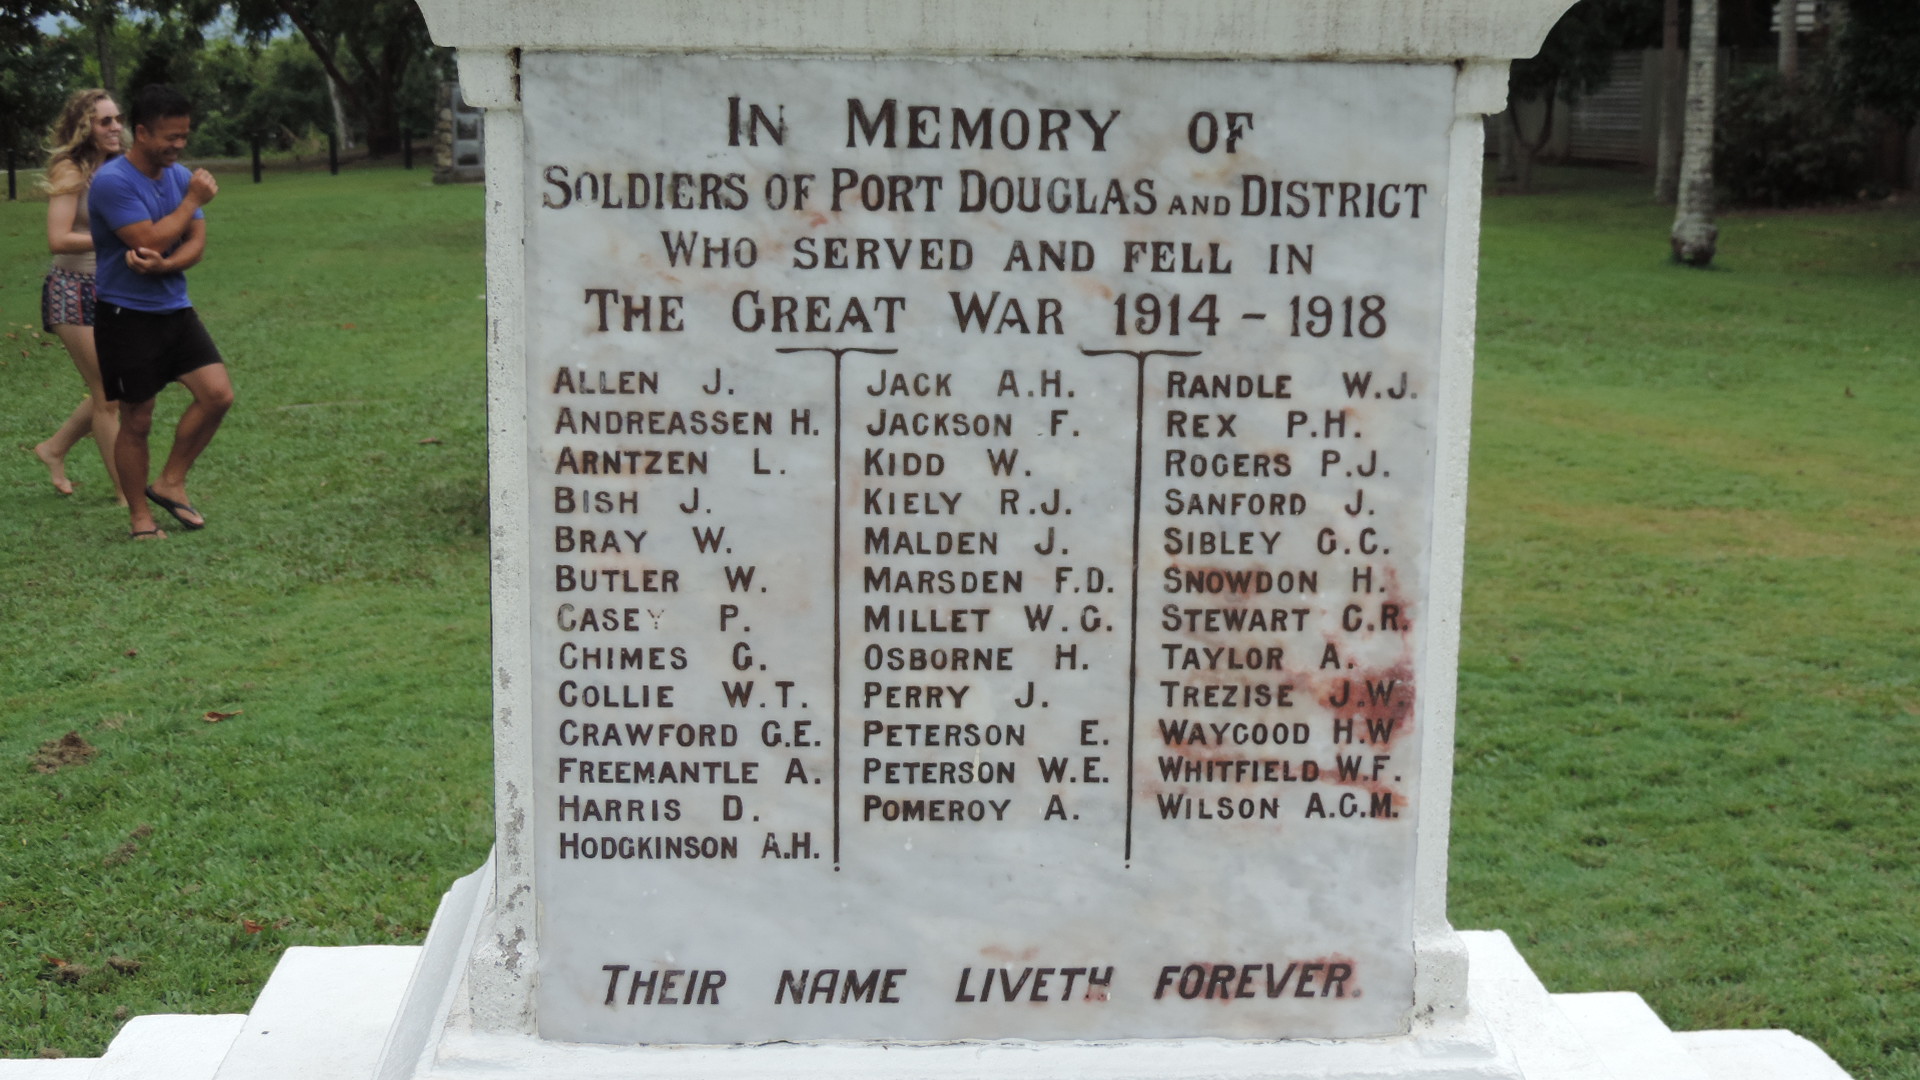 IN MEMORY OF
SOLDIERS OF PORT DOUGLAS AND DISTRICT
WHO SERVED AND FELL IN
THE GREAT WAR 1914 - 1918
ALLEN J.
ANDREASSEN H.
ARNTZEN L.
BISH J.
BRAY W.
BUTLER W.
CASEY P.
CHIMES G.
COLLIE W.T.
CRAWFORD G.E.
FREEMANTLE A.
HARRIS D.
HODGKINSON A.H.
JACK A.H.
JACKSON F.
KIDD W.
KIELY R.J.
MALDEN J.
MARSDEN F.D.
MILLET W.G.
OSBORNE H.
PERRY J.
PETERSON E.
PETERSON W.E.
POMEROY A.
RANDLE W.J.
REX P.H.
ROGERS P.J.
SANFORD J.
SIBLEY G.C.
SNOWDON H.
STEWART C.R.
TAYLOR A.
TREZISE J.W.
WAYGOOD H.W
WHITFIELD W.F.
WILSON A.G.M.
THEIR NAME LIVETH FOREVER.